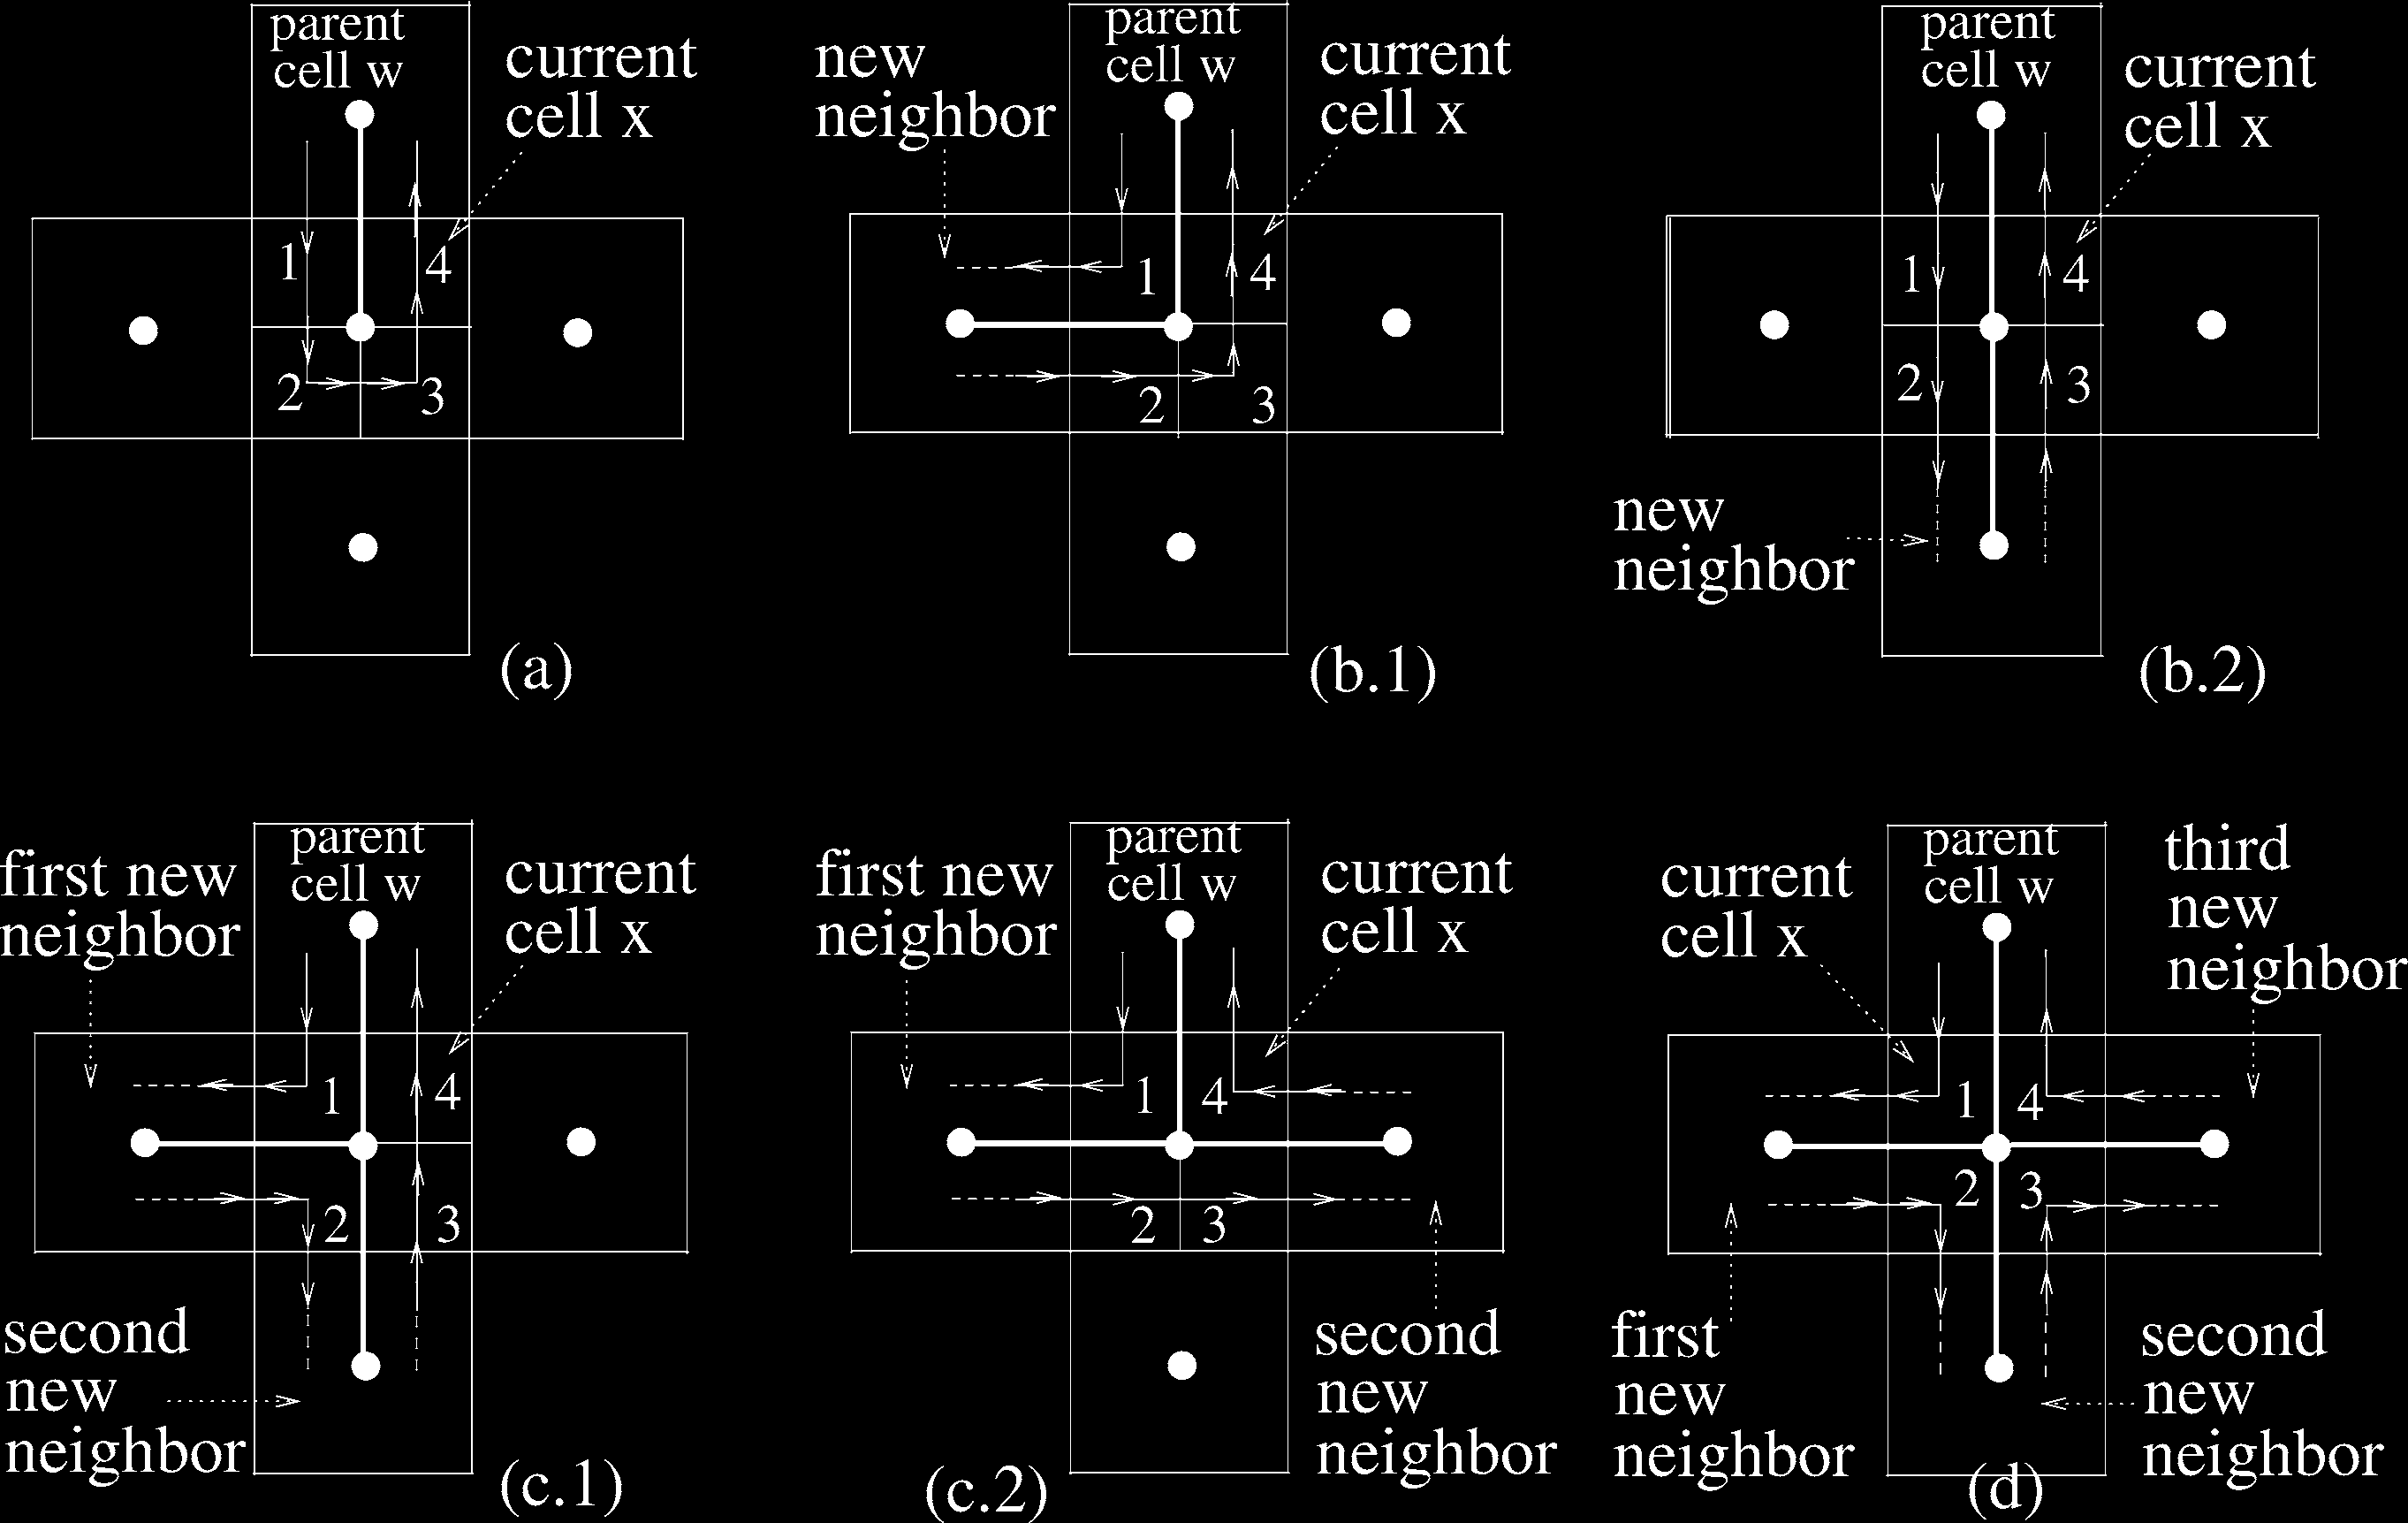 parent
cell w
current
cell x
1
4
2
3
(a)
new
neighbor
parent
cell w
current
cell x
1
4
2
3
(b.1)
parent
cell w
current
cell x
1
4
2
3
new
neighbor
(b.2)
first new
neighbor
parent
cell w
current
cell x
1
4
2
3
second
new
neighbor
(c.1)
first new
neighbor
parent
cell w
current
cell x
1
4
2
3
second
new
neighbor
(c.2)
current
cell x
parent
cell w
third
new
neighbor
1
4
2
3
first
new
neighbor
second
new
neighbor
(d)